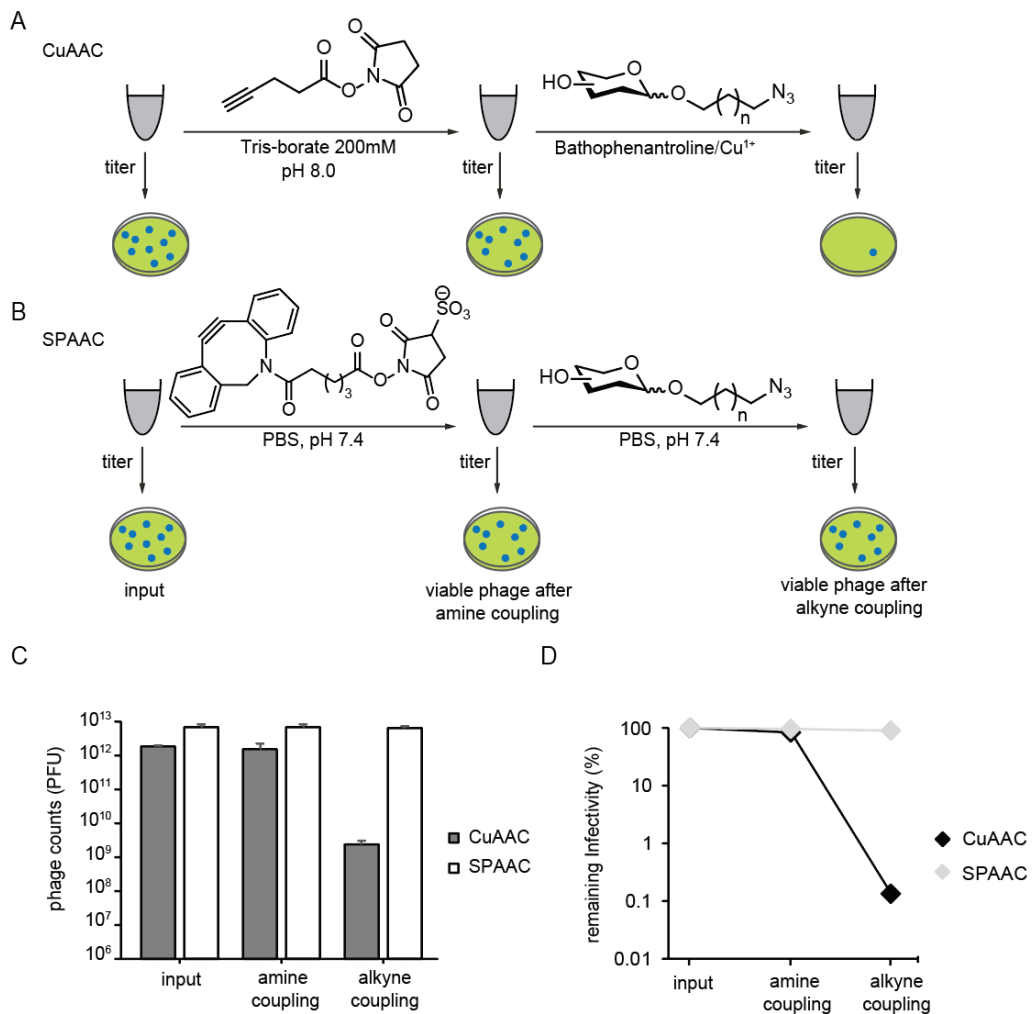 A
CuAAC
O
O
N
O
O
HO
O
O
n
N3
Tris-borate 200mM
pH 8.0
Bathophenantroline/Cu1+
titer
titer
titer
B
SPAAC
N
O
3
O
O
O
N
O
SO3
⊖
HO
O
O
n
N3
PBS, pH 7.4
PBS, pH 7.4
titer
titer
titer
input
viable phage after
amine coupling
viable phage after
alkyne coupling
C
phage counts (PFU)
10^13
10^12
10^11
10^10
10^9
10^8
10^7
10^6
input
amine
coupling
alkyne
coupling
CuAAC
SPAAC
D
remaining Infectivity (%)
100
10
1
0.1
0.01
input
amine
coupling
alkyne
coupling
CuAAC
SPAAC